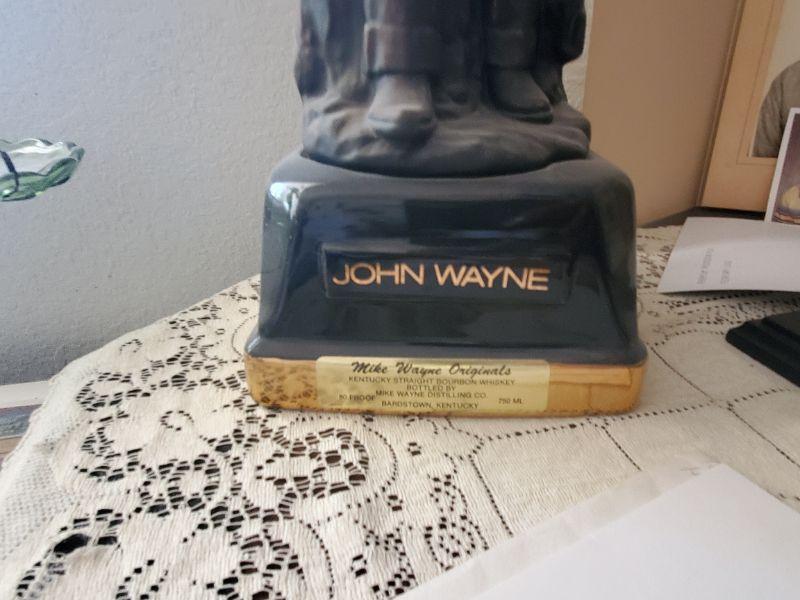 JOHN WAYNE
Mike Wayne Originals
KENTUCKY STRAIGHT BOURBON WHISKEY
BOTTLED BY
MIKE WAYNE DISTILLING CO.
80 PROOF 750 ML
BARDSTOWN, KENTUCKY